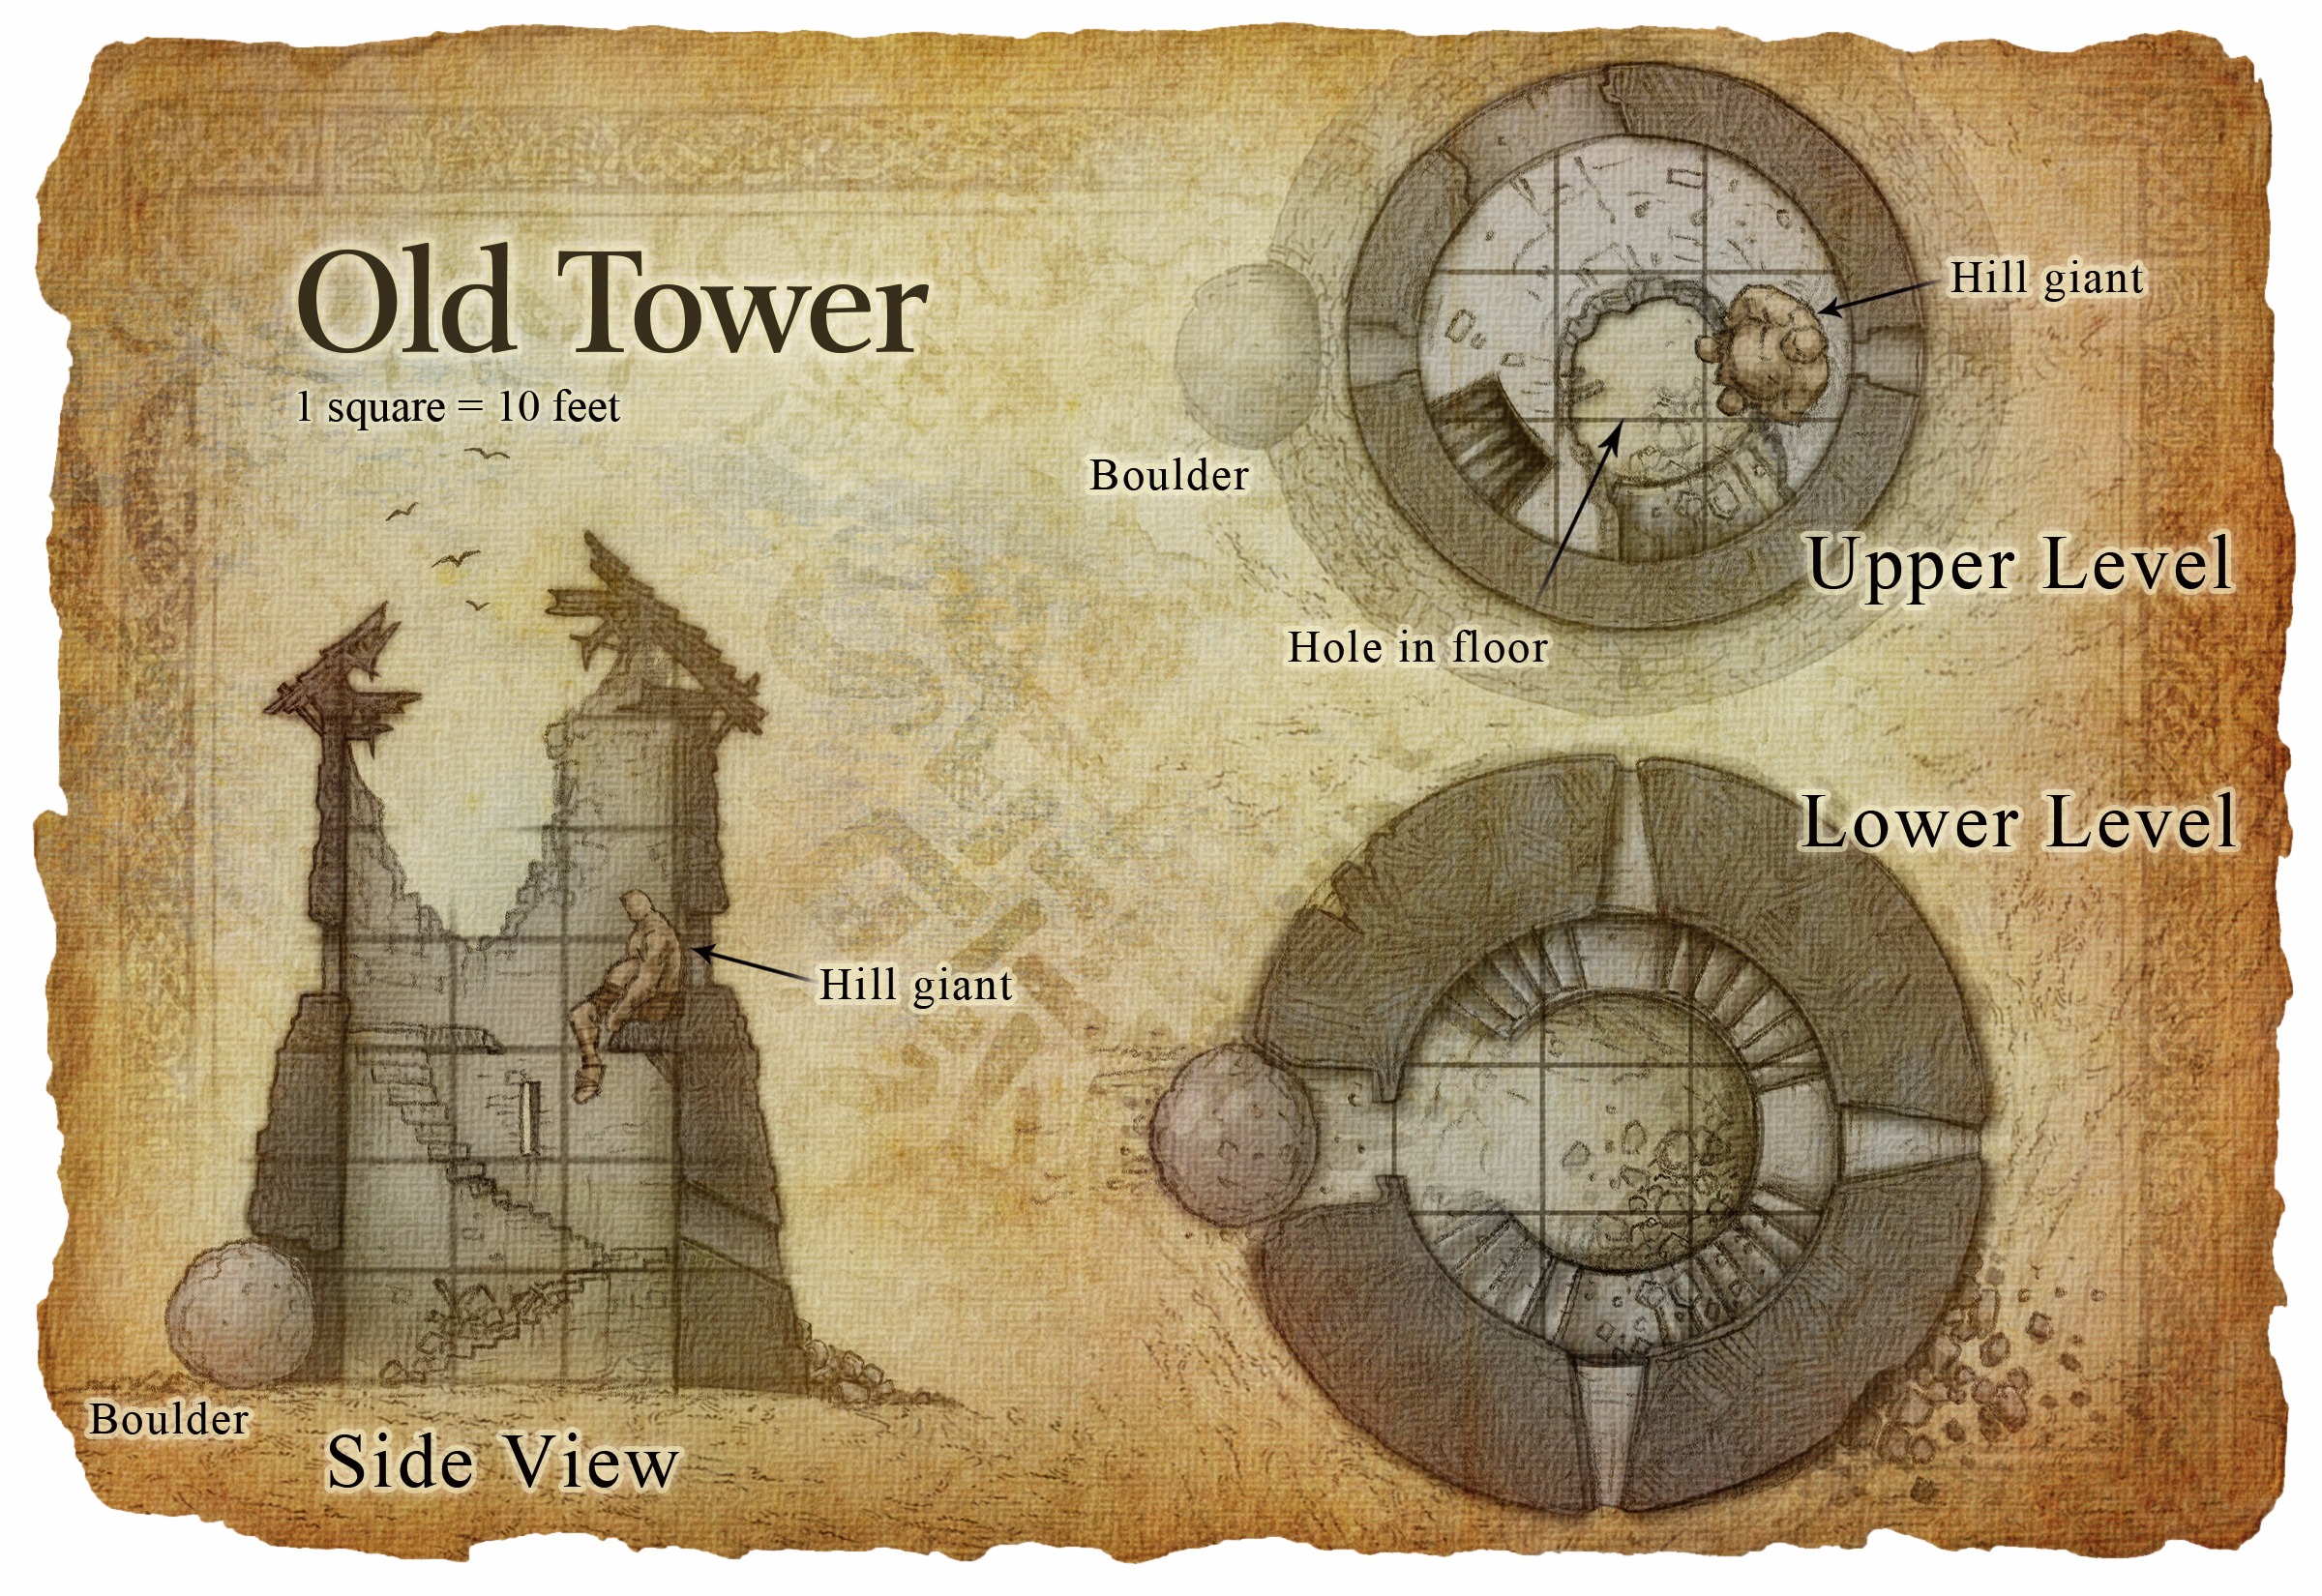 Old Tower
1 square = 10 feet
Hill giant
Boulder
Upper Level
Hole in floor
Lower Level
Hill giant
Boulder
Side View